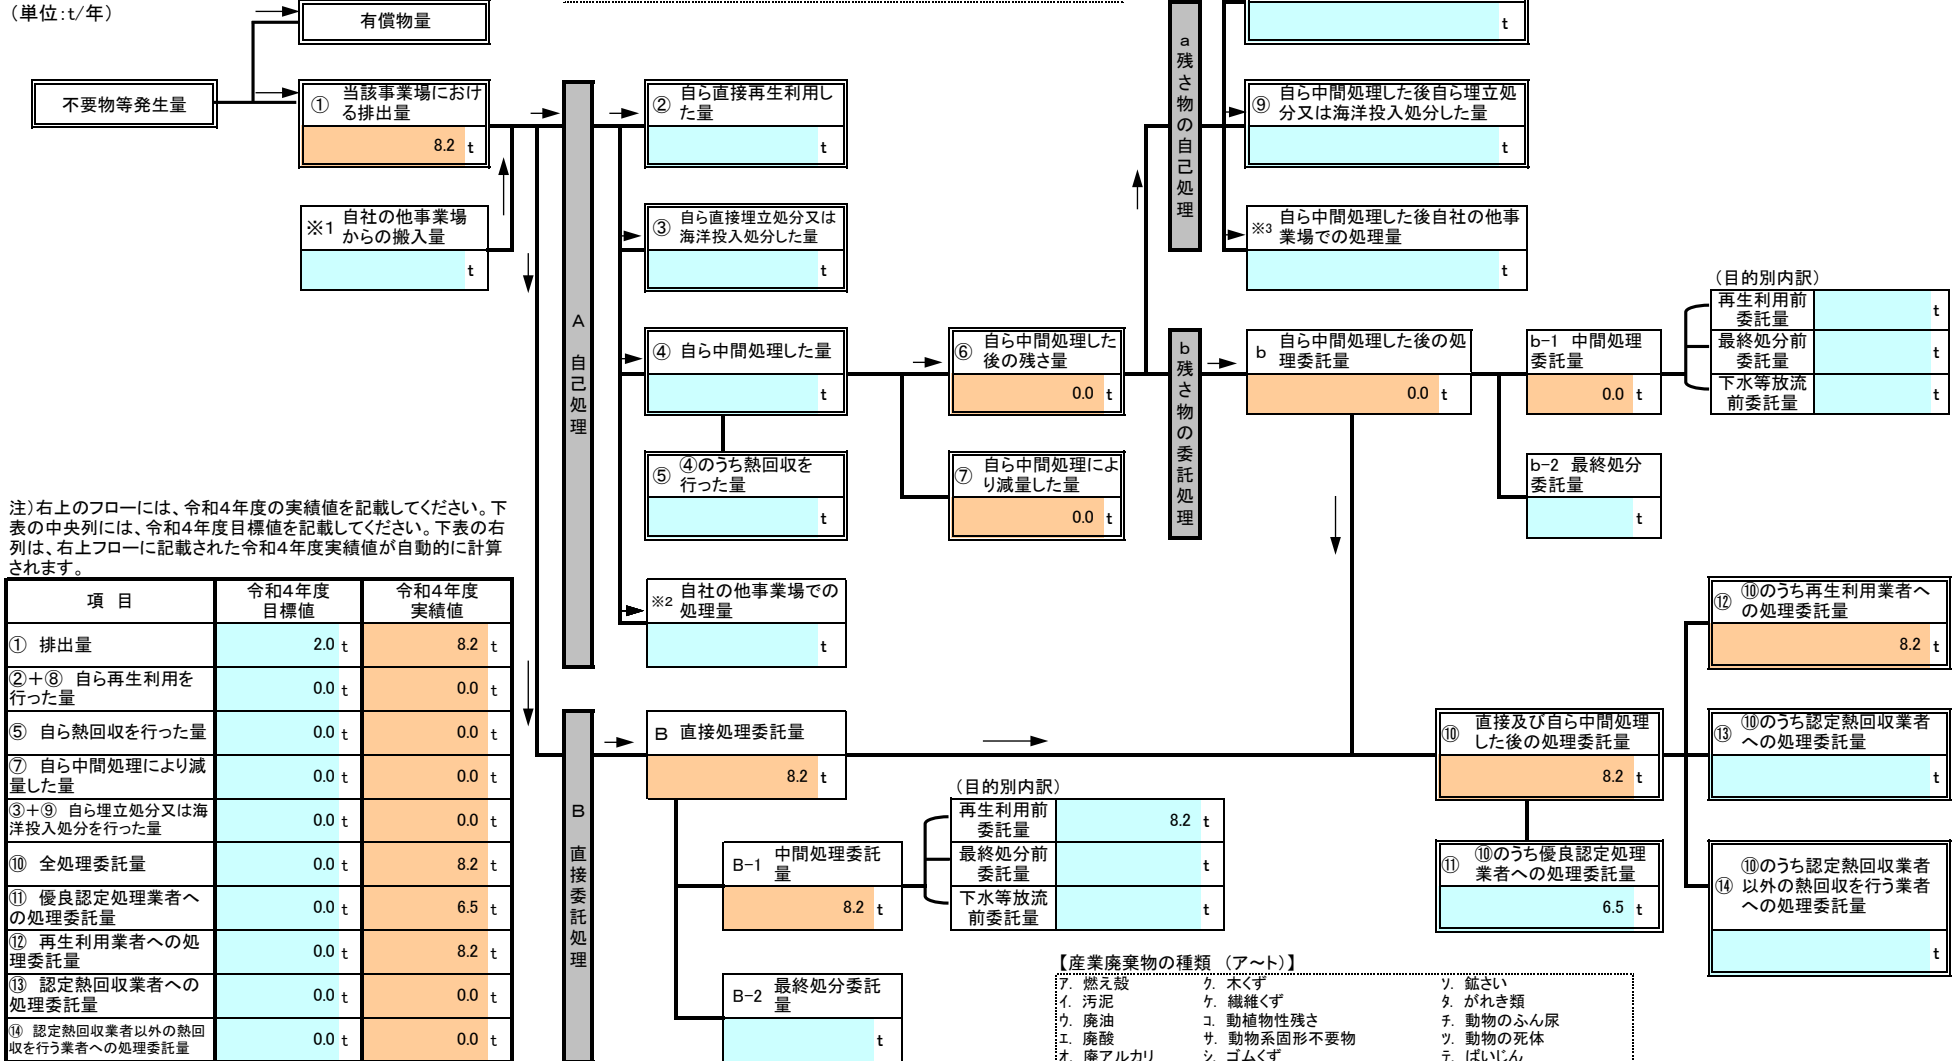 （単位：ｔ/年）
有償物量
不要物等発生量
① 当該事業場におけ
る排出量
8.2 t
※1 自社の他事業場
からの搬入量
t
A 自己処理
② 自ら直接再生利用し
た量
t
③ 自ら直接埋立処分又は
海洋投入処分した量
t
④ 自ら中間処理した量
t
⑤ ④のうち熱回収を
行った量
t
※2 自社の他事業場での
処理量
t
⑥ 自ら中間処理した
後の残さ量
0.0 t
⑦ 自ら中間処理によ
り減量した量
0.0 t
a 残さ物の自己処理
t
⑨ 自ら中間処理した後自ら埋立処
分又は海洋投入処分した量
t
※3 自ら中間処理した後自社の他事
業場での処理量
t
b 残さ物の委託処理
b 自ら中間処理した後の処
理委託量
0.0 t
b-1 中間処理
委託量
0.0 t
b-2 最終処分
委託量
t
（目的別内訳）
再生利用前
委託量
t
最終処分前
委託量
t
下水等放流
前委託量
t
注）右上のフローには、令和4年度の実績値を記載してください。下
表の中央列には、令和4年度目標値を記載してください。下表の右
列は、右上フローに記載された令和4年度実績値が自動的に計算
されます。
項 目 令和4年度 令和4年度
目標値 実績値
① 排出量 2.0 t 8.2 t
②＋⑧ 自ら再生利用を
行った量 0.0 t 0.0 t
⑤ 自ら熱回収を行った量 0.0 t 0.0 t
⑦ 自ら中間処理により減
量した量 0.0 t 0.0 t
③＋⑨ 自ら埋立処分又は海
洋投入処分を行った量 0.0 t 0.0 t
⑩ 全処理委託量 0.0 t 8.2 t
⑪ 優良認定処理業者へ
の処理委託量 0.0 t 6.5 t
⑫ 再生利用業者への処
理委託量 0.0 t 8.2 t
⑬ 認定熱回収業者への
処理委託量 0.0 t 0.0 t
⑭ 認定熱回収業者以外の熱回
収を行う業者への処理委託量 0.0 t 0.0 t
B 直接委託処理
B 直接処理委託量
8.2 t
B-1 中間処理委託
量
8.2 t
B-2 最終処分委託
量
t
（目的別内訳）
再生利用前
委託量
8.2 t
最終処分前
委託量
t
下水等放流
前委託量
t
⑩ 直接及び自ら中間処理
した後の処理委託量
8.2 t
⑪ ⑩のうち優良認定処理
業者への処理委託量
6.5 t
⑫ ⑩のうち再生利用業者へ
の処理委託量
8.2 t
⑬ ⑩のうち認定熱回収業者
への処理委託量
t
⑭ ⑩のうち認定熱回収業者
以外の熱回収を行う業者
への処理委託量
t
【産業廃棄物の種類 （ア～ト）】
ｱ. 燃え殻 ｸ. 木くず ｿ. 鉱さい
ｲ. 汚泥 ｹ. 繊維くず ﾀ. がれき類
ｳ. 廃油 ｺ. 動植物性残さ ﾁ. 動物のふん尿
ｴ. 廃酸 ｻ. 動物系固形不要物 ﾂ. 動物の死体
ｵ. 廃アルカリ ｼ. ゴムくず ﾃ. ばいじん